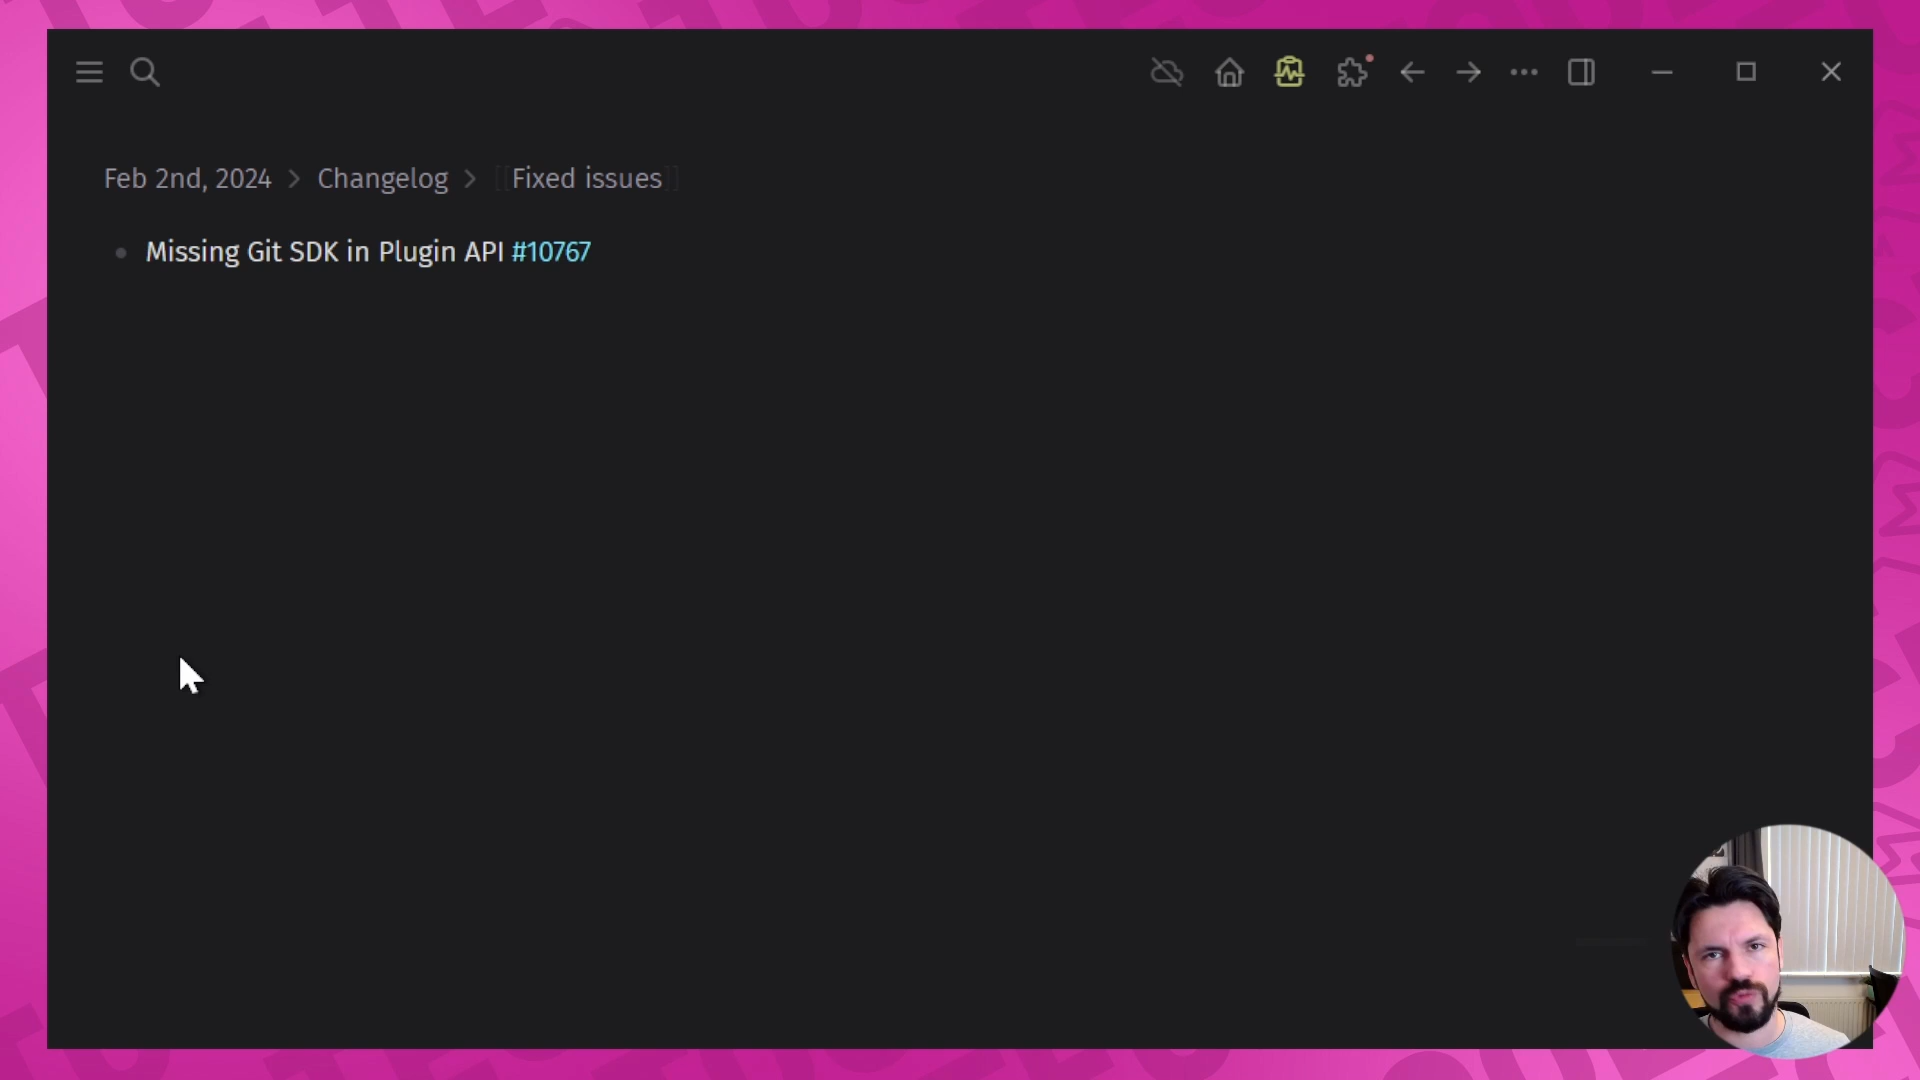 Feb 2nd, 2024 > Changelog > [[Fixed issues]]
Missing Git SDK in Plugin API #10767